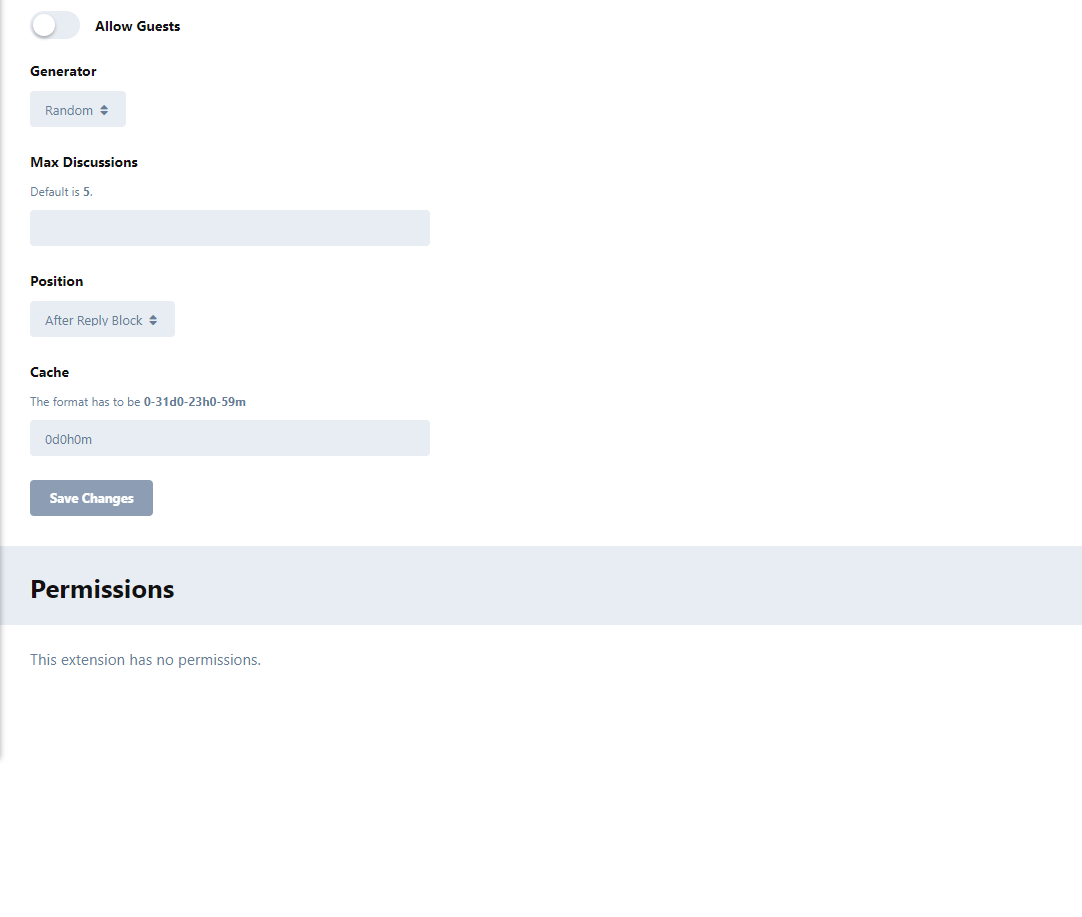 Allow Guests
Generator
Random
Max Discussions
Default is 5.
Position
After Reply Block
Cache
The format has to be 0-31d0-23h0-59m
0d0h0m
Save Changes
Permissions
This extension has no permissions.